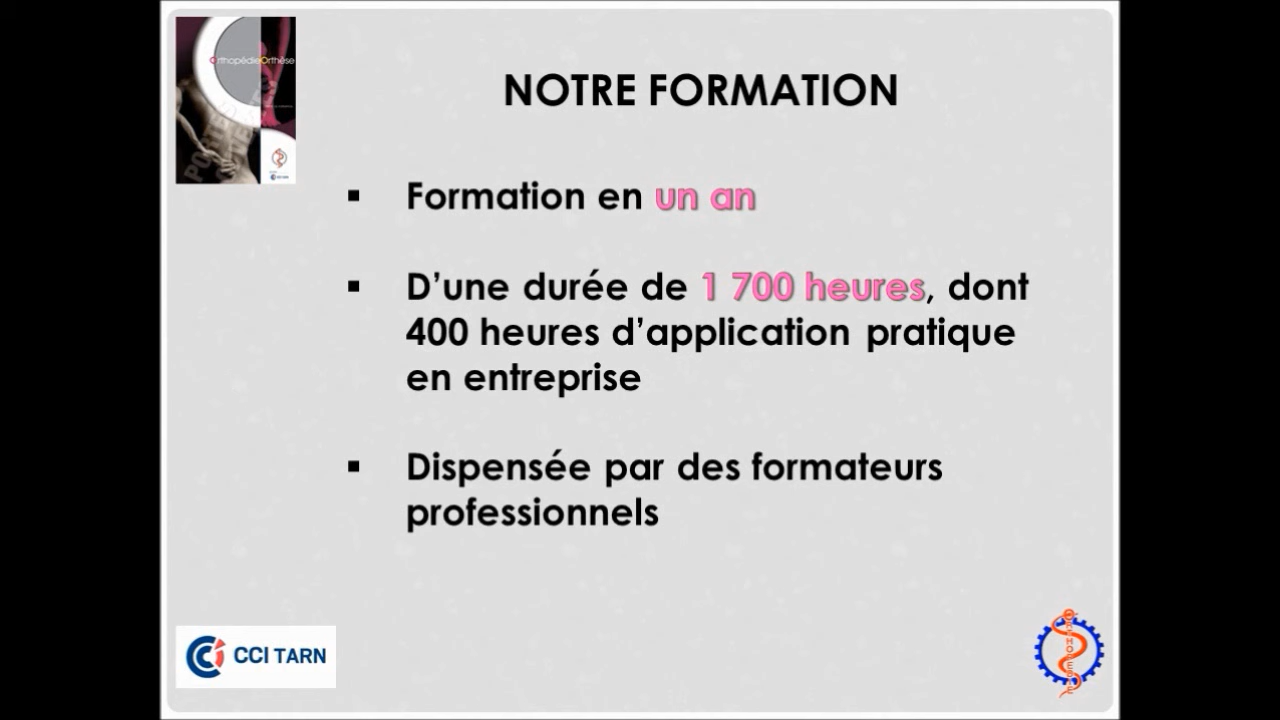 OrthopédieOrthèse
NOTRE FORMATION
▪ Formation en un an
▪ D’une durée de 1 700 heures, dont
400 heures d’application pratique
en entreprise
▪ Dispensée par des formateurs
professionnels
CCI TARN